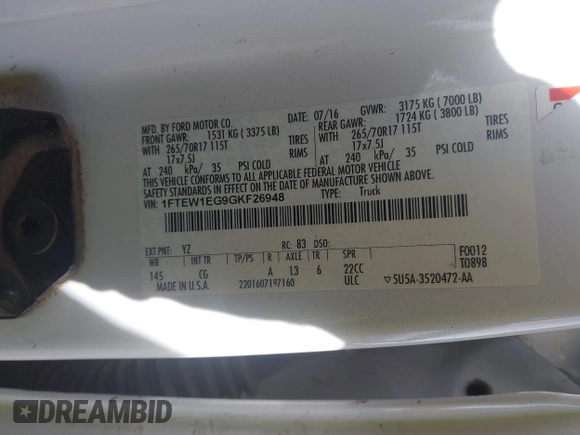 MFD. BY FORD MOTOR CO.
DATE: 07/16 GVWR: 3175 KG ( 7000 LB)
FRONT GAWR: 1531 KG ( 3375 LB) REAR GAWR: 1724 KG ( 3800 LB)
WITH 265/70R17 115T TIRES WITH 265/70R17 115T TIRES
17x7.5J RIMS 17x7.5J RIMS
AT 240 kPa/ 35 PSI COLD AT 240 kPa/ 35 PSI COLD
THIS VEHICLE CONFORMS TO ALL APPLICABLE FEDERAL MOTOR VEHICLE
SAFETY STANDARDS IN EFFECT ON THE DATE OF MANUFACTURE SHOWN ABOVE.
VIN: 1FTEW1EG9GKF26948 TYPE: Truck
EXT PNT: YZ RC: 83 DSO:
WB INT TR TP/PS R AXLE TR SPR F0012
145 CG A L3 6 22CC T0898
MADE IN U.S.A. 2201607197160 ULC ▽5U5A-3520472-AA
DREAMBID